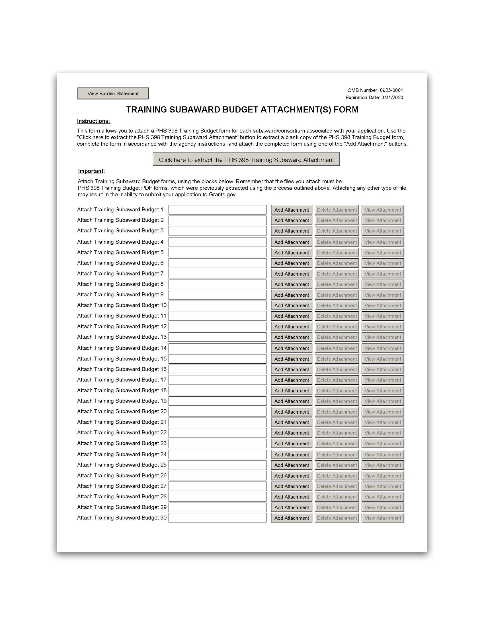 View Burden Statement
OMB Number: 0925-0001
Expiration Date: 3/31/2020
TRAINING SUBAWARD BUDGET ATTACHMENT(S) FORM
Instructions:
This form allows you to attach a PHS 398 Training Budget form for each subaward/consortium associated with your application. Use the
"Click here to extract the PHS 398 Training Subaward Attachment" button to extract a blank copy of the PHS 398 Training Budget form,
complete the form in accordance with the agency instructions, and attach the completed form using one of the "Add Attachment" buttons.
Click here to extract the PHS 398 Training Subaward Attachment
Important:
Attach Training Subaward Budget forms, using the blocks below. Remember that the files you attach must be
PHS 398 Training Budget PDF forms, which were previously extracted using the process outlined above. Attaching any other type of file
may result in the inability to submit your application to Grants.gov.
Attach Training Subaward Budget 1 Add Attachment Delete Attachment View Attachment
Attach Training Subaward Budget 2 Add Attachment Delete Attachment View Attachment
Attach Training Subaward Budget 3 Add Attachment Delete Attachment View Attachment
Attach Training Subaward Budget 4 Add Attachment Delete Attachment View Attachment
Attach Training Subaward Budget 5 Add Attachment Delete Attachment View Attachment
Attach Training Subaward Budget 6 Add Attachment Delete Attachment View Attachment
Attach Training Subaward Budget 7 Add Attachment Delete Attachment View Attachment
Attach Training Subaward Budget 8 Add Attachment Delete Attachment View Attachment
Attach Training Subaward Budget 9 Add Attachment Delete Attachment View Attachment
Attach Training Subaward Budget 10 Add Attachment Delete Attachment View Attachment
Attach Training Subaward Budget 11 Add Attachment Delete Attachment View Attachment
Attach Training Subaward Budget 12 Add Attachment Delete Attachment View Attachment
Attach Training Subaward Budget 13 Add Attachment Delete Attachment View Attachment
Attach Training Subaward Budget 14 Add Attachment Delete Attachment View Attachment
Attach Training Subaward Budget 15 Add Attachment Delete Attachment View Attachment
Attach Training Subaward Budget 16 Add Attachment Delete Attachment View Attachment
Attach Training Subaward Budget 17 Add Attachment Delete Attachment View Attachment
Attach Training Subaward Budget 18 Add Attachment Delete Attachment View Attachment
Attach Training Subaward Budget 19 Add Attachment Delete Attachment View Attachment
Attach Training Subaward Budget 20 Add Attachment Delete Attachment View Attachment
Attach Training Subaward Budget 21 Add Attachment Delete Attachment View Attachment
Attach Training Subaward Budget 22 Add Attachment Delete Attachment View Attachment
Attach Training Subaward Budget 23 Add Attachment Delete Attachment View Attachment
Attach Training Subaward Budget 24 Add Attachment Delete Attachment View Attachment
Attach Training Subaward Budget 25 Add Attachment Delete Attachment View Attachment
Attach Training Subaward Budget 26 Add Attachment Delete Attachment View Attachment
Attach Training Subaward Budget 27 Add Attachment Delete Attachment View Attachment
Attach Training Subaward Budget 28 Add Attachment Delete Attachment View Attachment
Attach Training Subaward Budget 29 Add Attachment Delete Attachment View Attachment
Attach Training Subaward Budget 30 Add Attachment Delete Attachment View Attachment